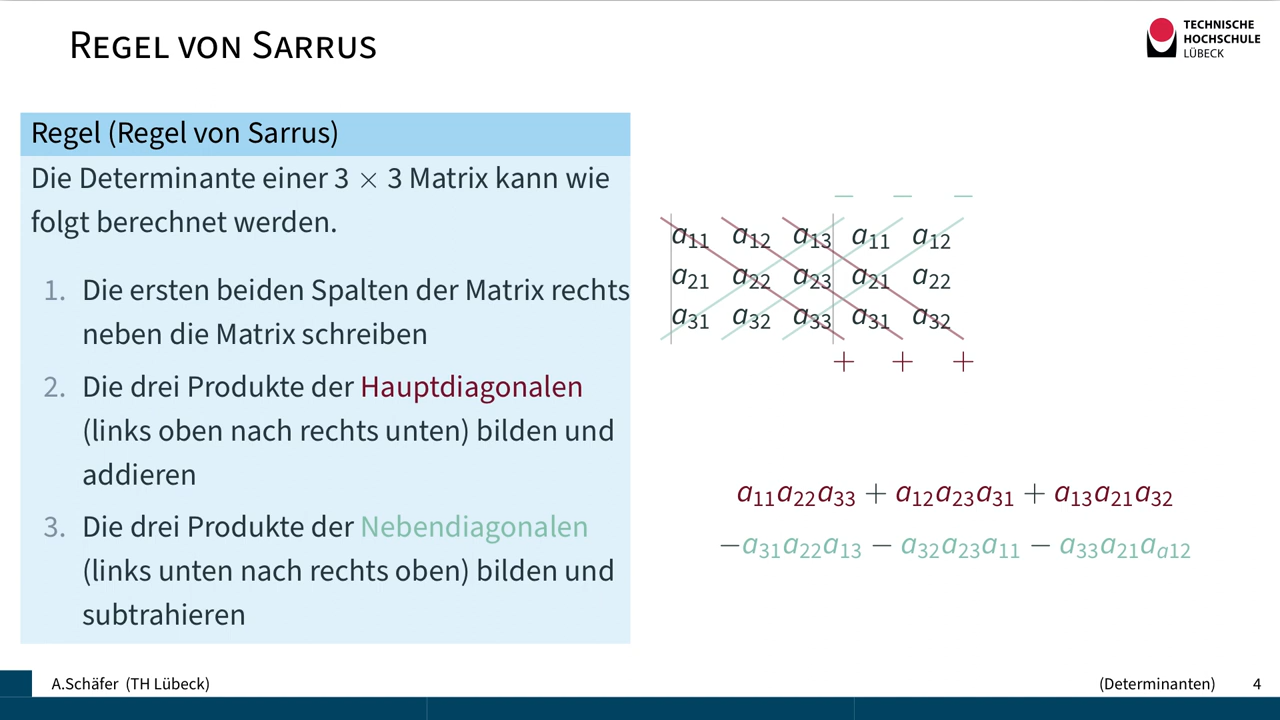 REGEL VON SARRUS
TECHNISCHE
HOCHSCHULE
LÜBECK
Regel (Regel von Sarrus)
Die Determinante einer 3 × 3 Matrix kann wie
folgt berechnet werden.
1. Die ersten beiden Spalten der Matrix rechts
neben die Matrix schreiben
2. Die drei Produkte der Hauptdiagonalen
(links oben nach rechts unten) bilden und
addieren
3. Die drei Produkte der Nebendiagonalen
(links unten nach rechts oben) bilden und
subtrahieren
− − −
a₁₁ a₁₂ a₁₃ a₁₁ a₁₂
a₂₁ a₂₂ a₂₃ a₂₁ a₂₂
a₃₁ a₃₂ a₃₃ a₃₁ a₃₂
+ + +
a₁₁a₂₂a₃₃ + a₁₂a₂₃a₃₁ + a₁₃a₂₁a₃₂
−a₃₁a₂₂a₁₃ − a₃₂a₂₃a₁₁ − a₃₃a₂₁aₐ₁₂
A.Schäfer (TH Lübeck)
(Determinanten)
4